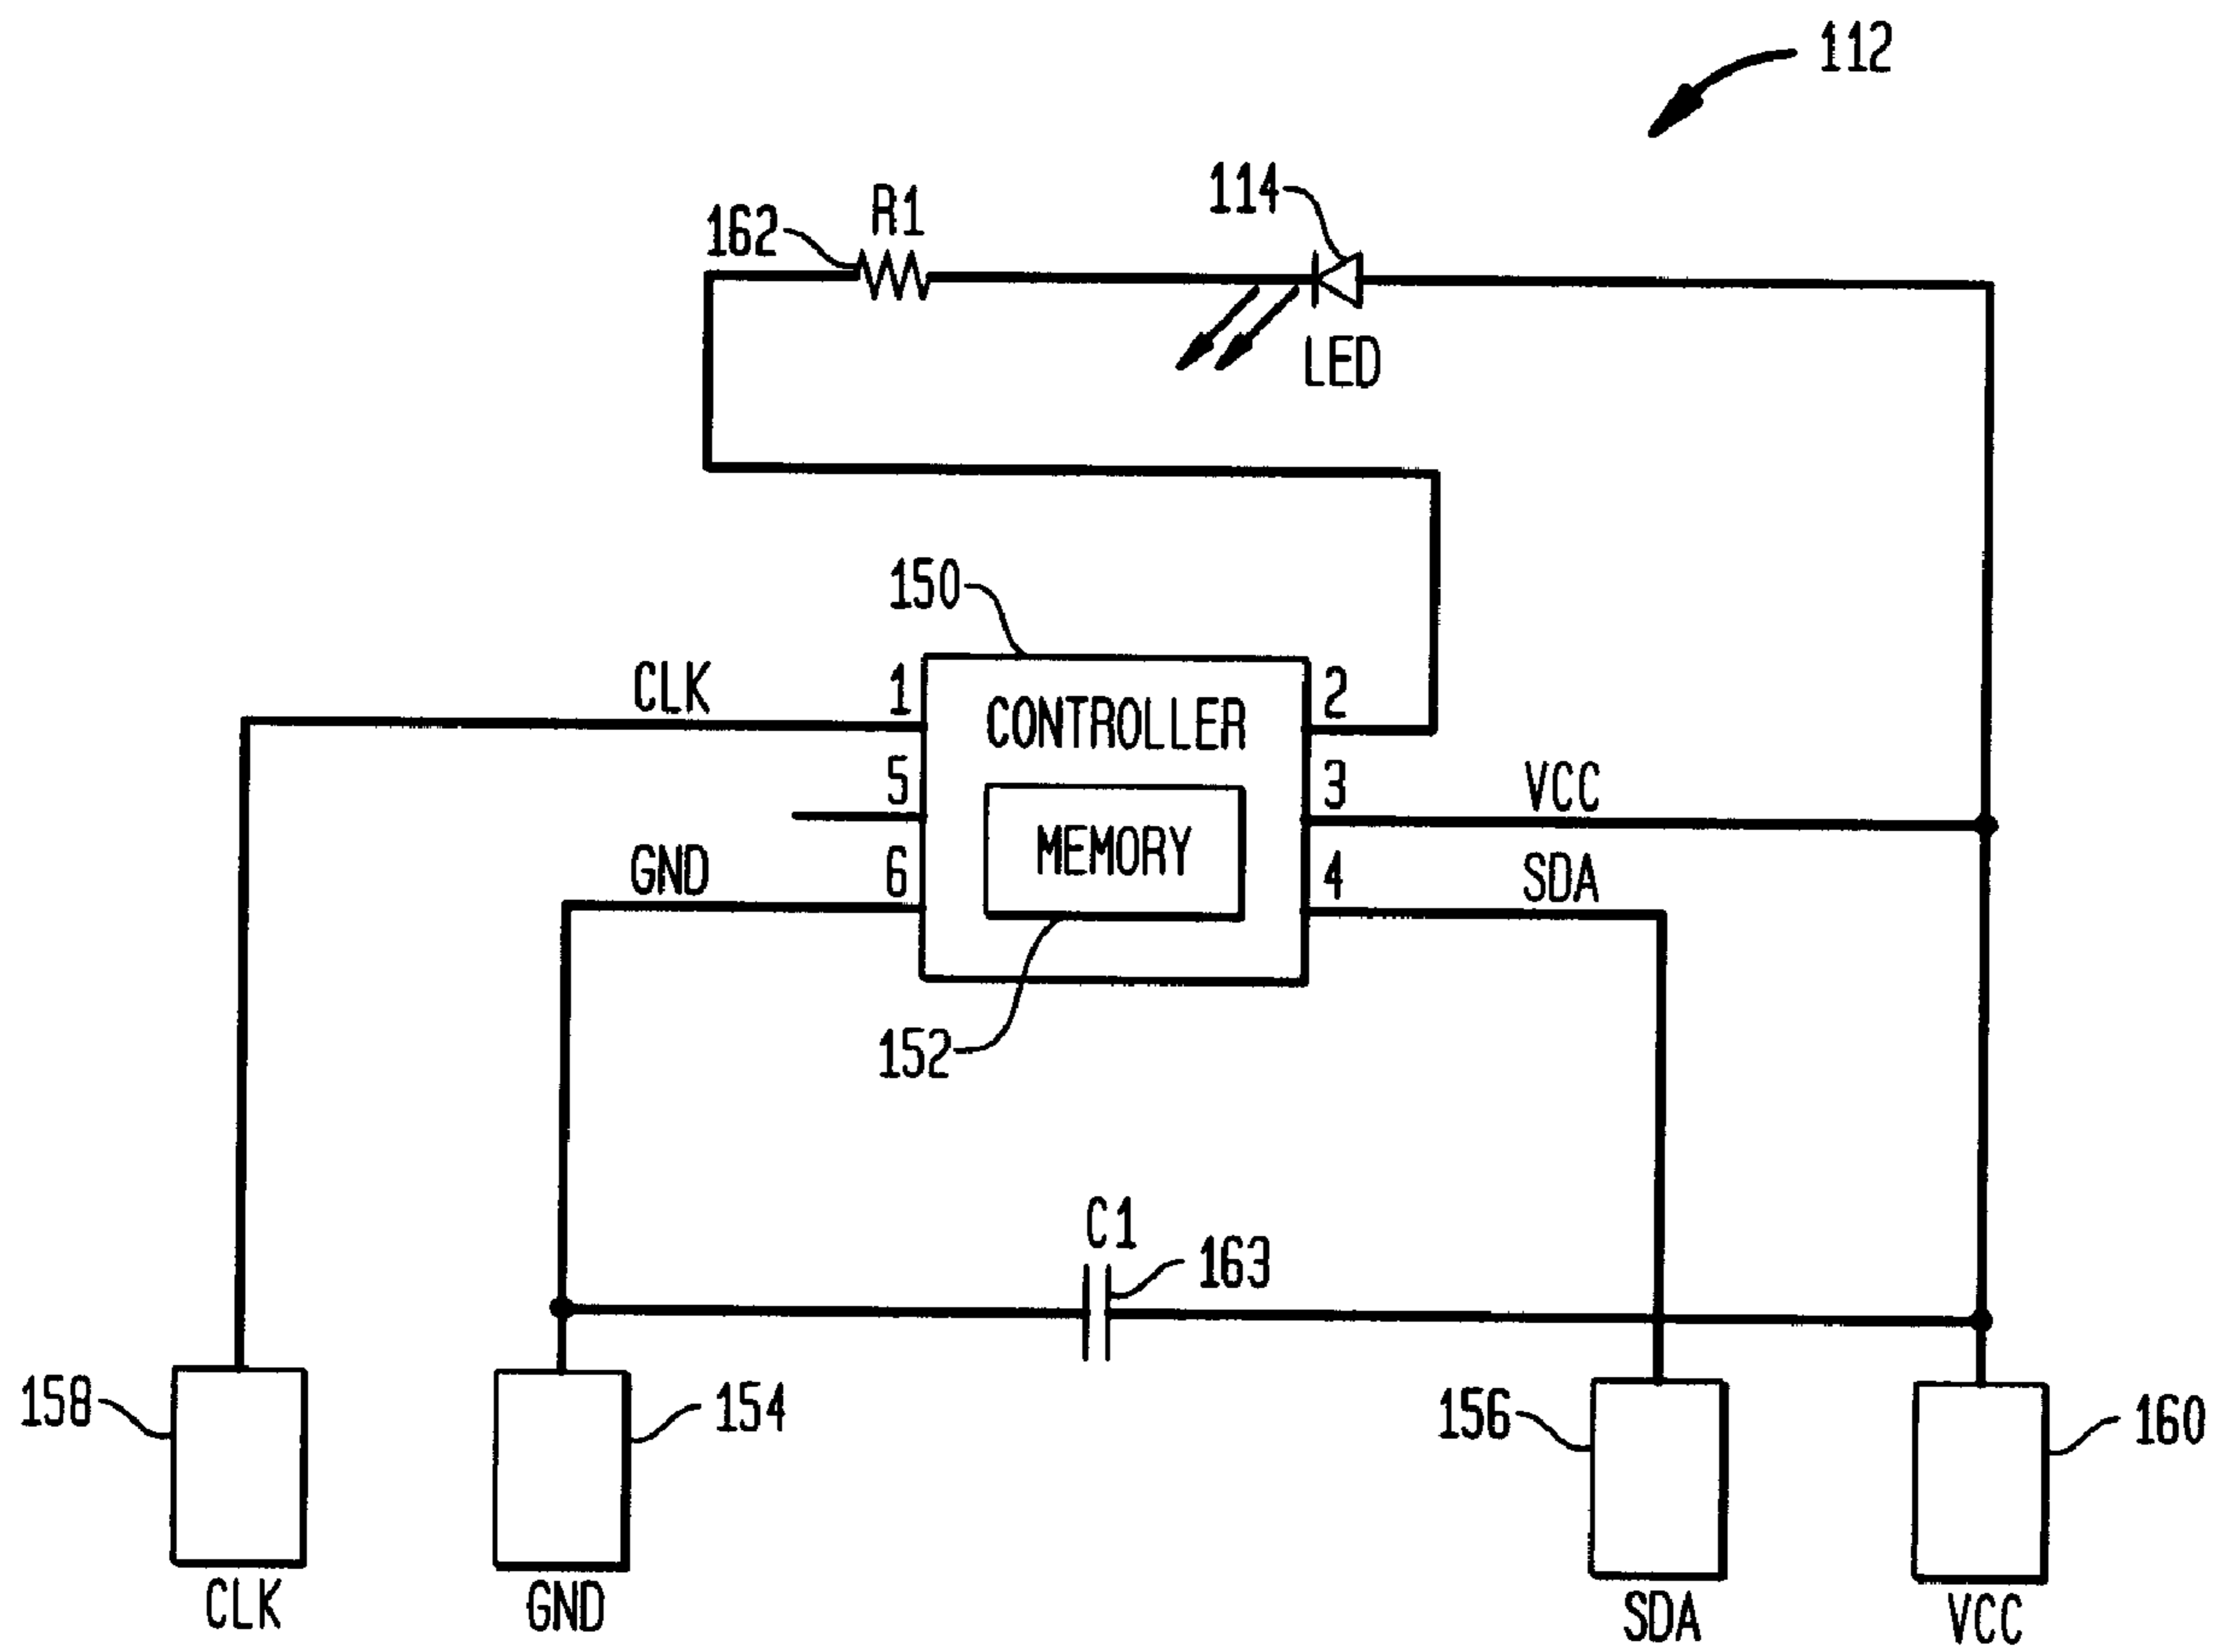 112
114
R1
162
LED
150
CLK
1
CONTROLLER
2
5
3
VCC
MEMORY
GND
6
4
SDA
152
C1
163
158
154
156
160
CLK
GND
SDA
VCC